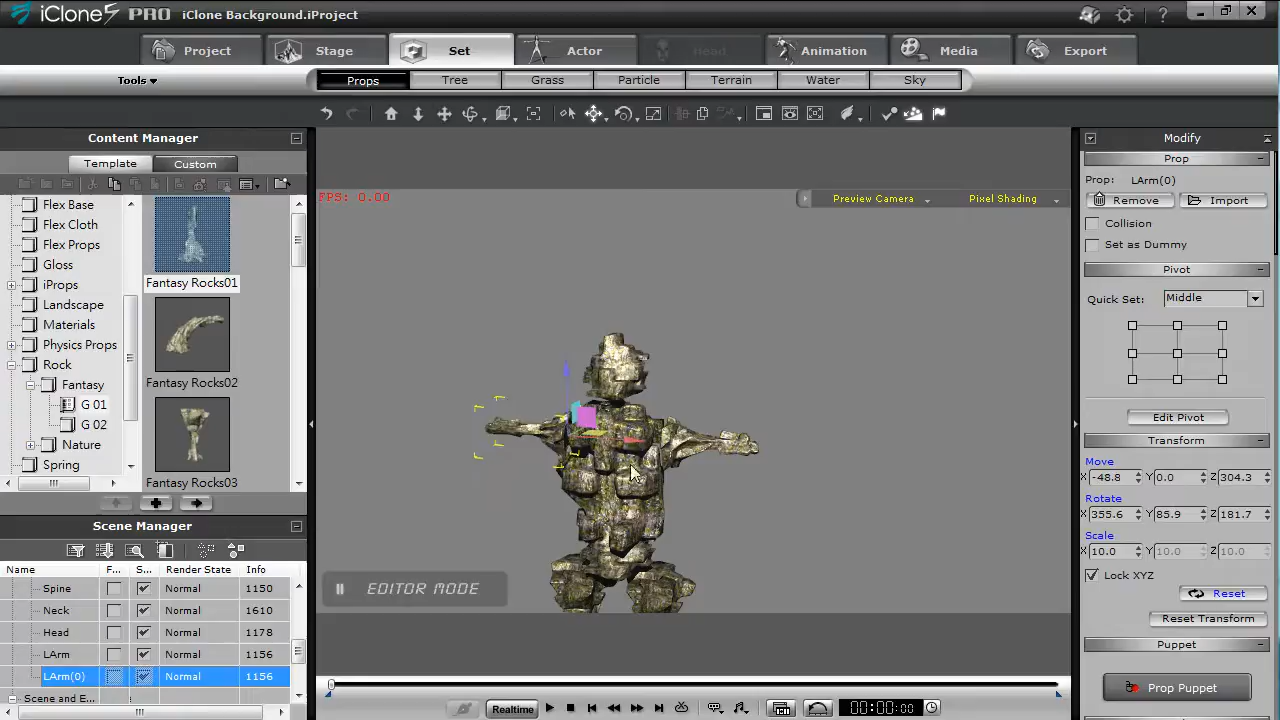 iClone5 PRO iClone Background.iProject
Project Stage Set Actor Head Animation Media Export
Tools Props Tree Grass Particle Terrain Water Sky
Content Manager
Template Custom
Flex Base
Flex Cloth
Flex Props
Gloss
iProps
Landscape
Materials
Physics Props
Rock
Fantasy
G 01
G 02
Nature
Spring
Fantasy Rocks01
Fantasy Rocks02
Fantasy Rocks03
Scene Manager
Name F... S... Render State Info
Spine Normal 1150
Neck Normal 1610
Head Normal 1178
LArm Normal 1156
LArm(0) Normal 1156
Scene and E...
FPS: 0.00
Preview Camera Pixel Shading
EDITOR MODE
Realtime 00:00:00
Modify
Prop
Prop: LArm(0)
Remove Import
Collision
Set as Dummy
Pivot
Quick Set: Middle
Edit Pivot
Transform
Move
X -48.8 Y 0.0 Z 304.3
Rotate
X 355.6 Y 85.9 Z 181.7
Scale
X 10.0 Y 10.0 Z 10.0
Lock XYZ
Reset
Reset Transform
Puppet
Prop Puppet